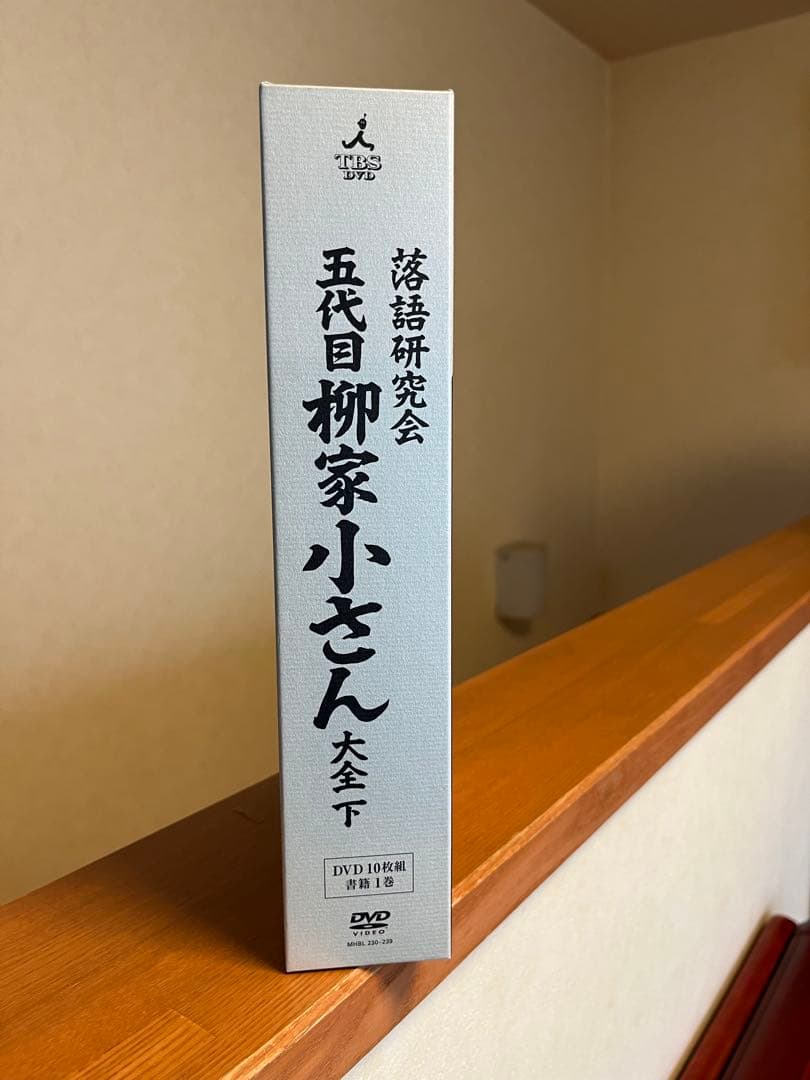 TBS
DVD
落語研究会
五代目 柳家小さん 大全 下
DVD 10枚組
書籍 1巻
DVD
VIDEO
MHBL 230-239